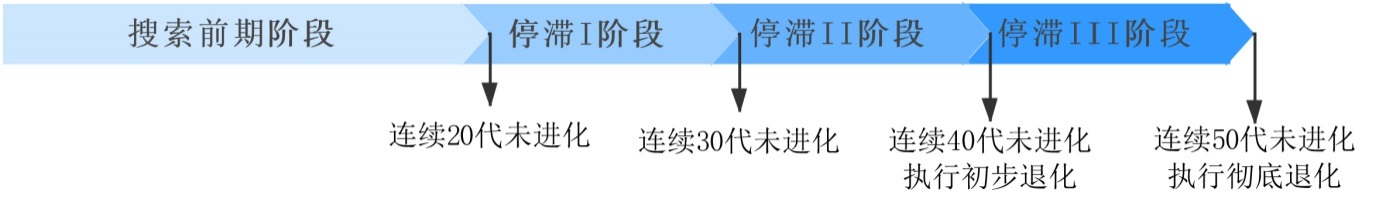 搜索前期阶段
停滞I阶段
停滞II阶段
停滞III阶段
连续20代未进化
连续30代未进化
连续40代未进化
执行初步退化
连续50代未进化
执行彻底退化